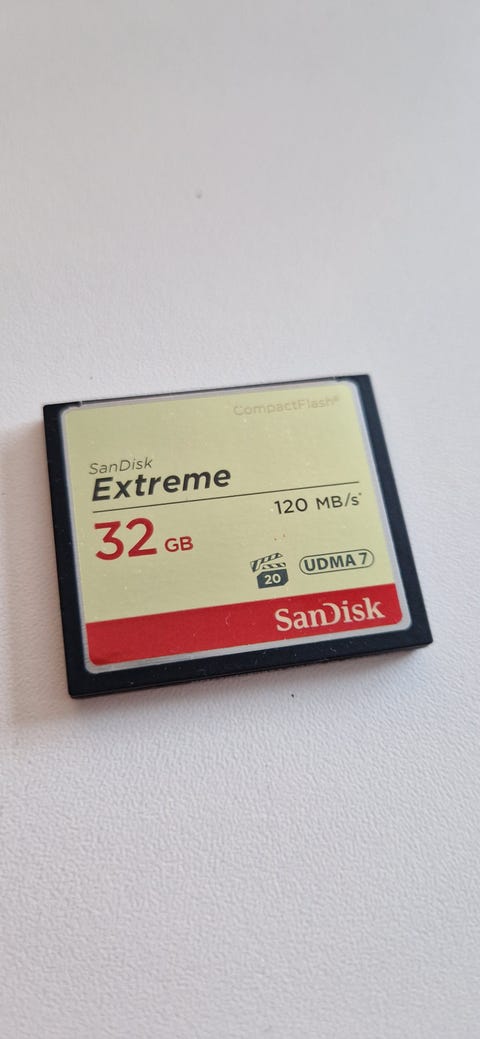 CompactFlash®
SanDisk
Extreme
120 MB/s*
32 GB
20
UDMA 7
SanDisk